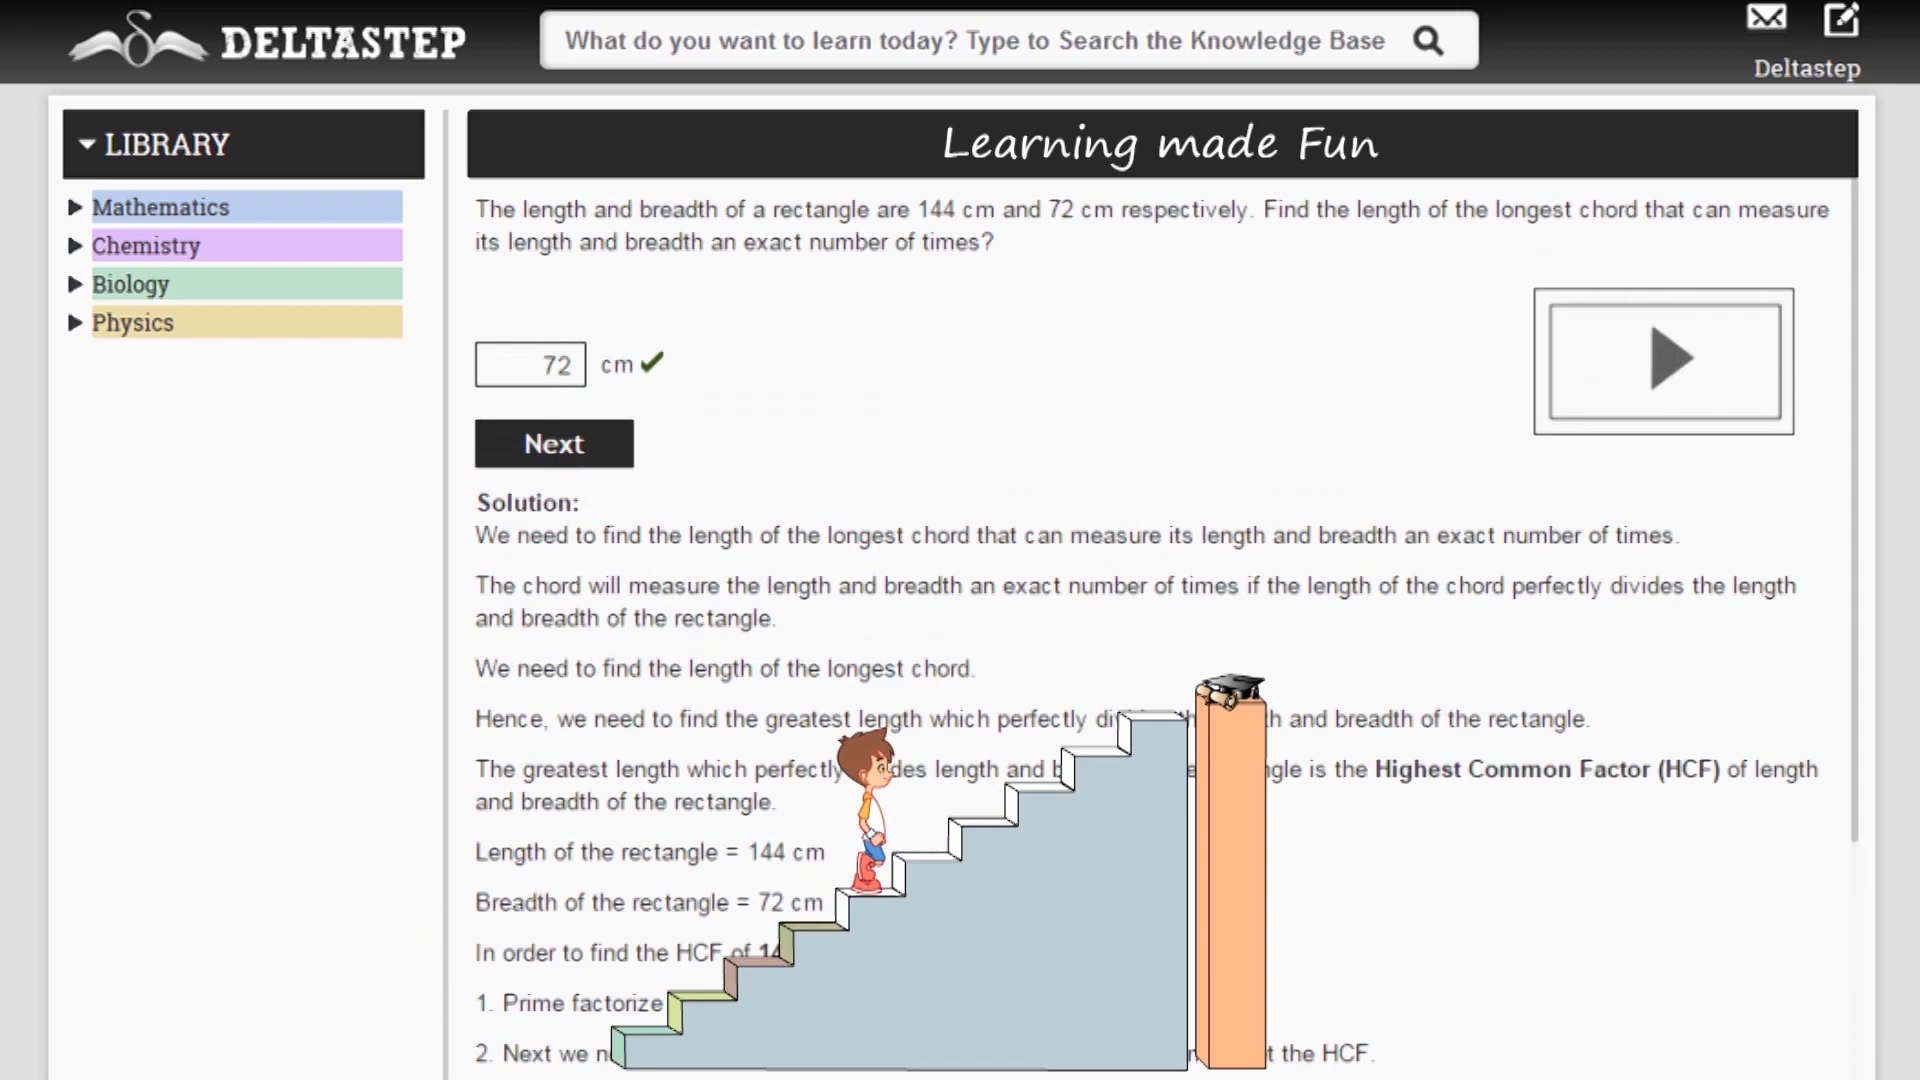 DELTASTEP
What do you want to learn today? Type to Search the Knowledge Base
Deltastep
LIBRARY
Mathematics
Chemistry
Biology
Physics
Learning made Fun
The length and breadth of a rectangle are 144 cm and 72 cm respectively. Find the length of the longest chord that can measure
its length and breadth an exact number of times?
72 cm
Next
Solution:
We need to find the length of the longest chord that can measure its length and breadth an exact number of times.
The chord will measure the length and breadth an exact number of times if the length of the chord perfectly divides the length
and breadth of the rectangle.
We need to find the length of the longest chord.
Hence, we need to find the greatest length which perfectly and breadth of the rectangle.
The greatest length which perfectly length and is the Highest Common Factor (HCF) of length
and breadth of the rectangle.
Length of the rectangle = 144 cm
Breadth of the rectangle = 72 cm
In order to find the HCF of
1. Prime factorize
2. Next we the HCF.